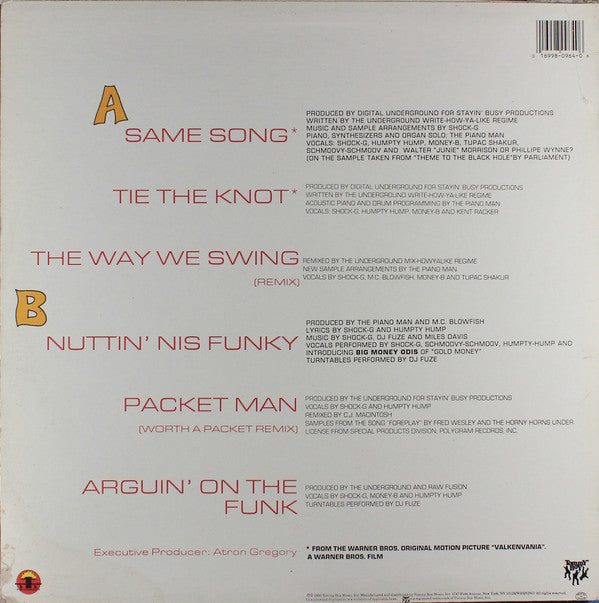 0 16998-0964-0 6
A
SAME SONG*
PRODUCED BY DIGITAL UNDERGROUND FOR STAYIN' BUSY PRODUCTIONS
WRITTEN BY THE UNDERGROUND WRITE-HOW-YA-LIKE REGIME
MUSIC AND SAMPLE ARRANGEMENTS BY SHOCK-G
PIANO, SYNTHESIZERS AND ORGAN SOLO: THE PIANO MAN
VOCALS: SHOCK-G, HUMPTY HUMP, MONEY-B, TUPAC SHAKUR,
SCHMOOVY-SCHMOOV AND WALTER "JUNIE" MORRISON OR PHILLIPE WYNNE?
(ON THE SAMPLE TAKEN FROM "THEME TO THE BLACK HOLE'BY PARLIAMENT)
TIE THE KNOT*
PRODUCED BY DIGITAL UNDERGROUND FOR STAYIN' BUSY PRODUCTIONS
WRITTEN BY THE UNDERGROUND WRITE-HOW-YA-LIKE REGIME
ACOUSTIC PIANO AND DRUM PROGRAMMING BY THE PIANO MAN
VOCALS: SHOCK-G, HUMPTY HUMP, MONEY-B AND KENT RACKER
THE WAY WE SWING
(REMIX)
REMIXED BY THE UNDERGROUND MIX-HOWYALIKE REGIME
NEW SAMPLE ARRANGEMENTS BY THE PIANO MAN
VOCALS BY SHOCK-G, M.C. BLOWFISH, MONEY-B AND TUPAC SHAKUR
B
NUTTIN' NIS FUNKY
PRODUCED BY THE PIANO MAN AND M.C. BLOWFISH
LYRICS BY SHOCK-G AND HUMPTY HUMP
MUSIC BY SHOCK-G, DJ FUZE AND MILES DAVIS
VOCALS PERFORMED BY SHOCK-G, SCHMOOVY-SCHMOOV, HUMPTY-HUMP AND
INTRODUCING BIG MONEY ODIS OF "GOLD MONEY"
TURNTABLES PERFORMED BY DJ FUZE
PACKET MAN
(WORTH A PACKET REMIX)
PRODUCED BY THE UNDERGROUND FOR STAYIN' BUSY PRODUCTIONS
VOCALS BY SHOCK-G AND HUMPTY HUMP
REMIXED BY C.J. MACINTOSH
SAMPLES FROM THE SONG "FOREPLAY" BY FRED WESLEY AND THE HORNY HORNS UNDER
LICENSE FROM SPECIAL PRODUCTS DIVISION; POLYGRAM RECORDS, INC.
ARGUIN' ON THE
FUNK
PRODUCED BY THE UNDERGROUND AND RAW FUSION
VOCALS BY SHOCK-G, MONEY-B AND HUMPTY HUMP
TURNTABLES PERFORMED BY DJ FUZE
Executive Producer: Atron Gregory
* FROM THE WARNER BROS. ORIGINAL MOTION PICTURE "VALKENVANIA".
A WARNER BROS. FILM
TOMMY BOY